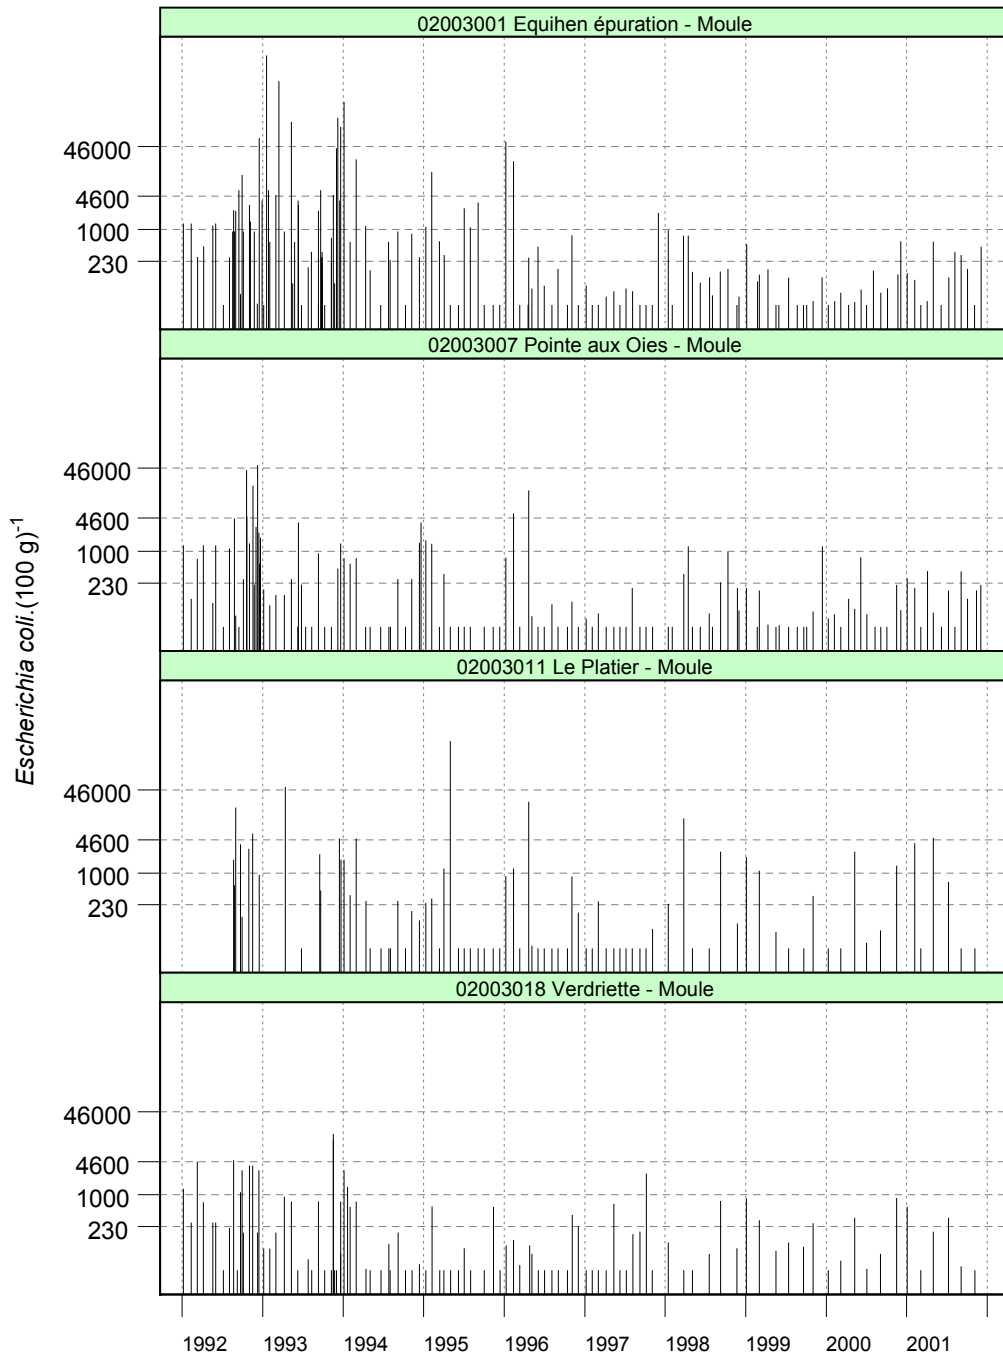 02003001 Equihen épuration - Moule
46000
4600
1000
230
02003007 Pointe aux Oies - Moule
46000
4600
1000
230
02003011 Le Platier - Moule
46000
4600
1000
230
02003018 Verdriette - Moule
46000
4600
1000
230
Escherichia coli.(100 g)-1
1992 1993 1994 1995 1996 1997 1998 1999 2000 2001